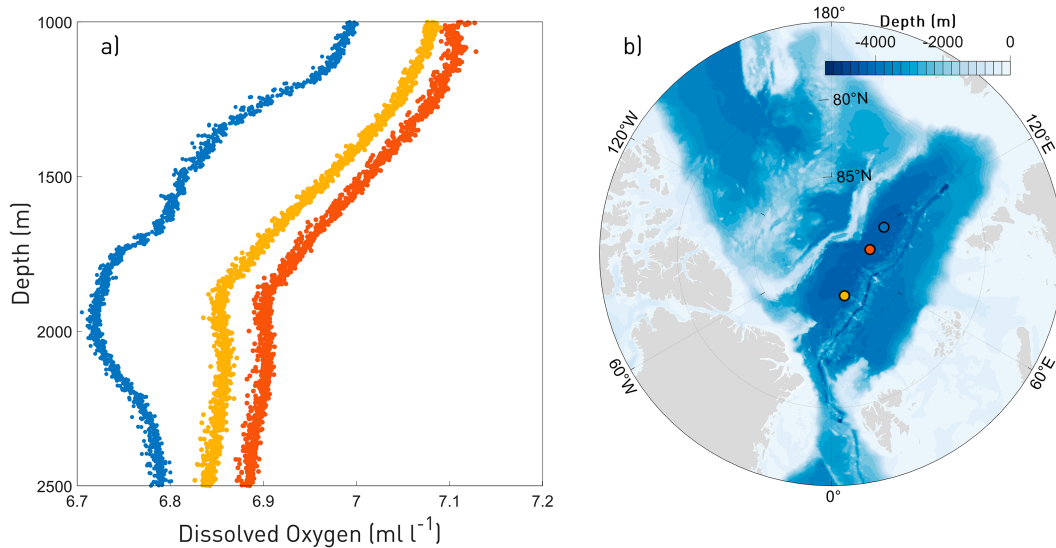 a)
1000
1500
2000
2500
Depth (m)
6.7 6.8 6.9 7 7.1 7.2
Dissolved Oxygen (ml l⁻¹)
b)
180°
Depth (m)
-4000 -2000 0
80°N
85°N
120°W
120°E
60°W
60°E
0°